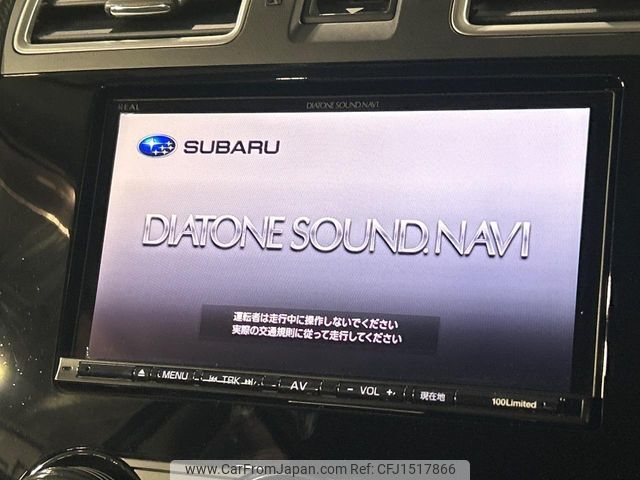 REAL
DIATONE SOUND.NAVI
SUBARU
DIATONE SOUND.NAVI
運転者は走行中に操作しないでください
実際の交通規則に従って走行してください
MENU
TRK
AV
− VOL +
現在地
100Limited
www.CarFromJapan.com | ID CFJ1517866